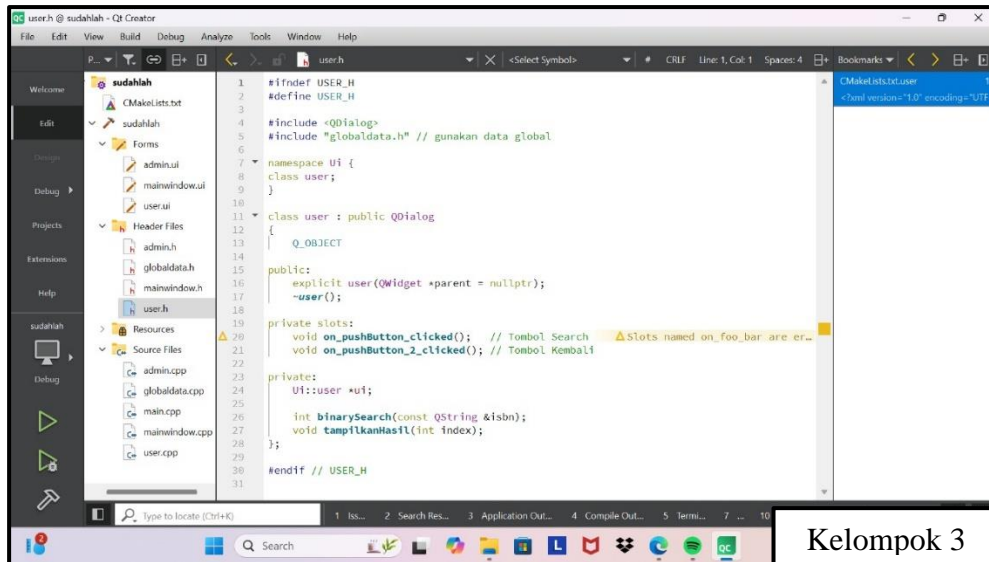 user.h @ sudahlah - Qt Creator
File Edit View Build Debug Analyze Tools Window Help
P... user.h <Select Symbol> # CRLF Line: 1, Col: 1 Spaces: 4 Bookmarks
Welcome
Edit
Design
Debug
Projects
Extensions
Help
sudahlah
Debug
sudahlah
CMakeLists.txt
sudahlah
Forms
admin.ui
mainwindow.ui
user.ui
Header Files
admin.h
globaldata.h
mainwindow.h
user.h
Resources
Source Files
admin.cpp
globaldata.cpp
main.cpp
mainwindow.cpp
user.cpp
1 #ifndef USER_H
2 #define USER_H
3
4 #include <QDialog>
5 #include "globaldata.h" // gunakan data global
6
7 namespace Ui {
8 class user;
9 }
10
11 class user : public QDialog
12 {
13 Q_OBJECT
14
15 public:
16 explicit user(QWidget *parent = nullptr);
17 ~user();
18
19 private slots:
20 void on_pushButton_clicked(); // Tombol Search Slots named on_foo_bar are er...
21 void on_pushButton_2_clicked(); // Tombol Kembali
22
23 private:
24 Ui::user *ui;
25
26 int binarySearch(const QString &isbn);
27 void tampilkanHasil(int index);
28 };
29
30 #endif // USER_H
31
CMakeLists.txt.user 1
<?xml version="1.0" encoding="UTF
Type to locate (Ctrl+K) 1 Iss... 2 Search Res... 3 Application Out... 4 Compile Out... 5 Termi... 7 ... 10
2
Search
Kelompok 3